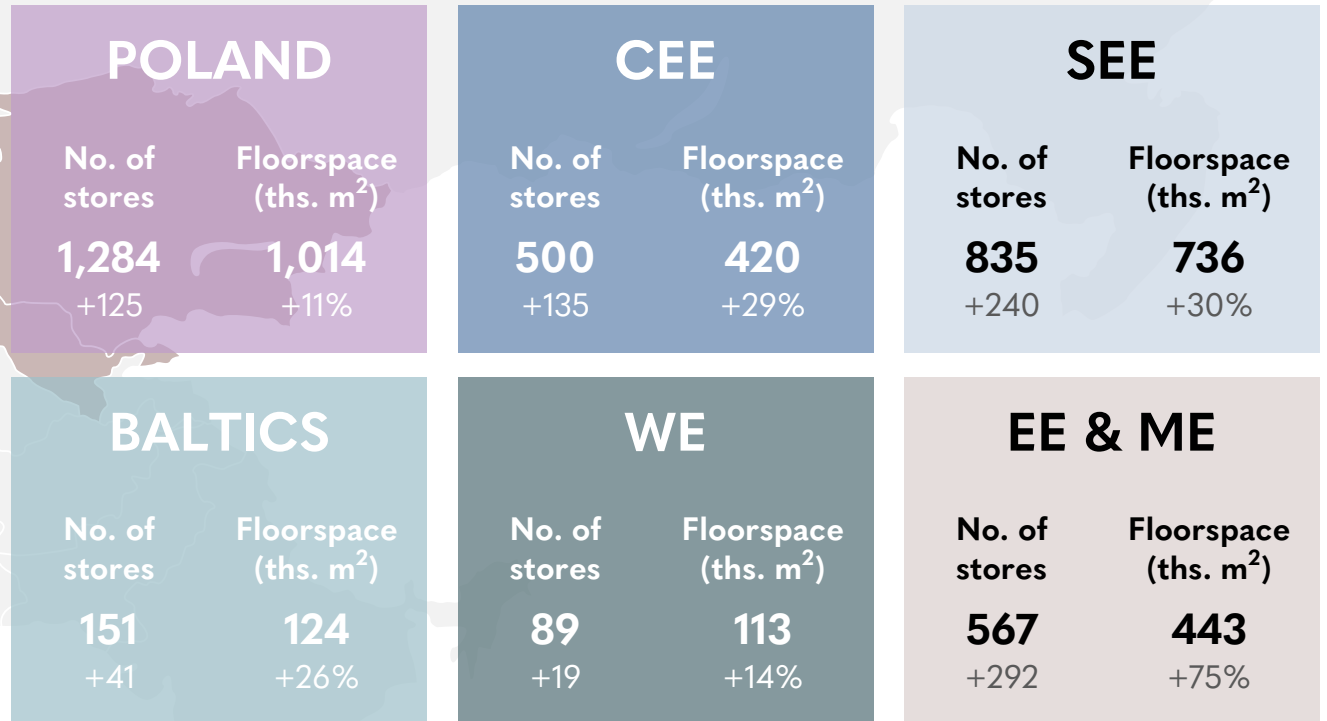 POLAND
No. of stores
Floorspace (ths. m²)
1,284
+125
1,014
+11%
CEE
No. of stores
Floorspace (ths. m²)
500
+135
420
+29%
SEE
No. of stores
Floorspace (ths. m²)
835
+240
736
+30%
BALTICS
No. of stores
Floorspace (ths. m²)
151
+41
124
+26%
WE
No. of stores
Floorspace (ths. m²)
89
+19
113
+14%
EE & ME
No. of stores
Floorspace (ths. m²)
567
+292
443
+75%